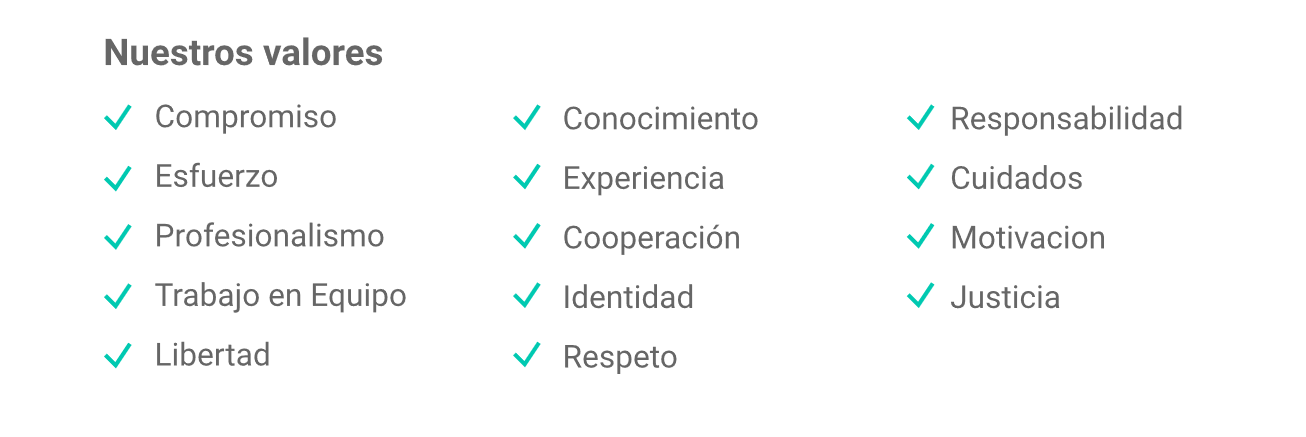 Nuestros valores
Compromiso
Esfuerzo
Profesionalismo
Trabajo en Equipo
Libertad
Conocimiento
Experiencia
Cooperación
Identidad
Respeto
Responsabilidad
Cuidados
Motivacion
Justicia